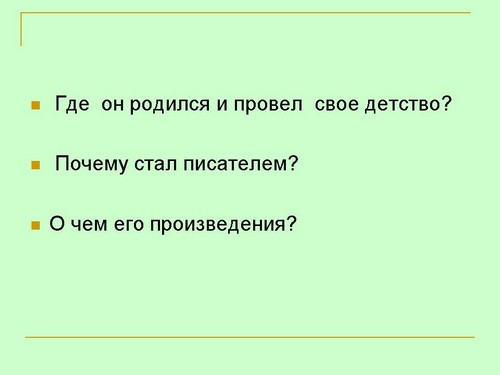 Где он родился и провел свое детство?
Почему стал писателем?
О чем его произведения?